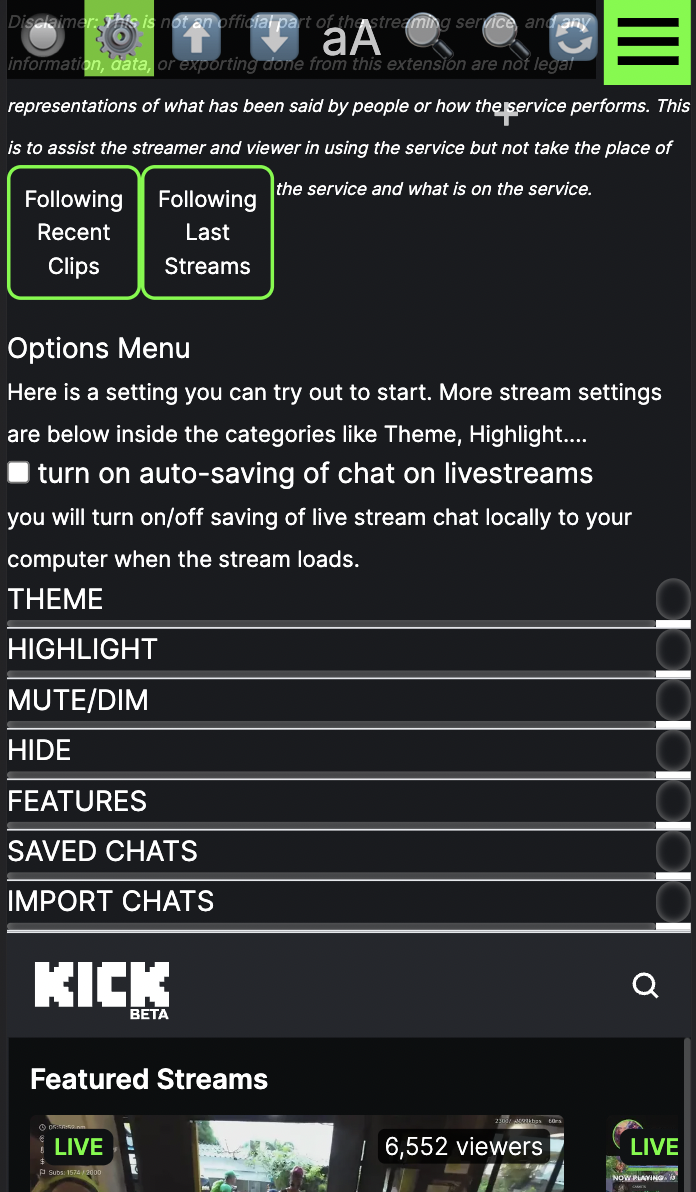 Disclaimer: This is not an official part of the streaming service, and any
information, data, or exporting done from this extension are not legal
aA
representations of what has been said by people or how the service performs. This
is to assist the streamer and viewer in using the service but not take the place of
the service and what is on the service.
Following
Recent
Clips
Following
Last
Streams
Options Menu
Here is a setting you can try out to start. More stream settings
are below inside the categories like Theme, Highlight....
turn on auto-saving of chat on livestreams
you will turn on/off saving of live stream chat locally to your
computer when the stream loads.
THEME
HIGHLIGHT
MUTE/DIM
HIDE
FEATURES
SAVED CHATS
IMPORT CHATS
KICK
BETA
Featured Streams
LIVE
6,552 viewers
Subs: 1574 / 2000
LIVE
NOW PLAYING